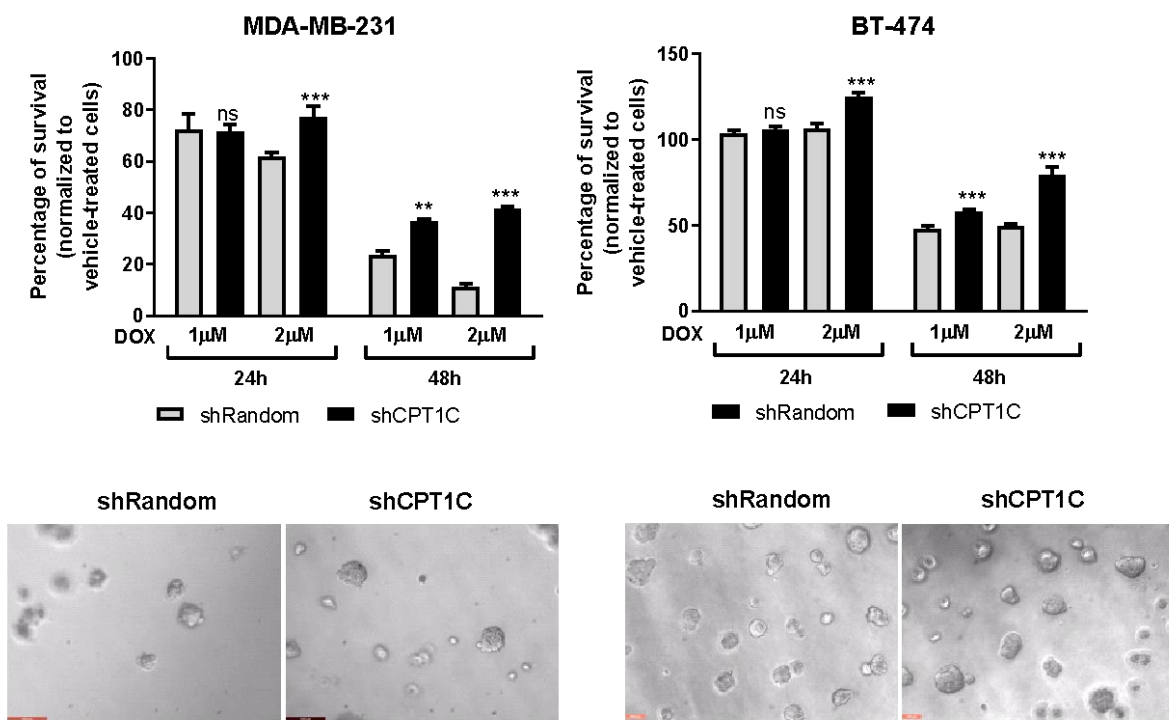 MDA-MB-231
Percentage of survival
(normalized to
vehicle-treated cells)
100
80
60
40
20
0
ns
***
**
***
DOX
1µM
2µM
1µM
2µM
24h
48h
shRandom
shCPT1C
BT-474
Percentage of survival
(normalized to
vehicle-treated cells)
150
100
50
0
ns
***
***
***
DOX
1µM
2µM
1µM
2µM
24h
48h
shRandom
shCPT1C
shRandom
shCPT1C
shRandom
shCPT1C